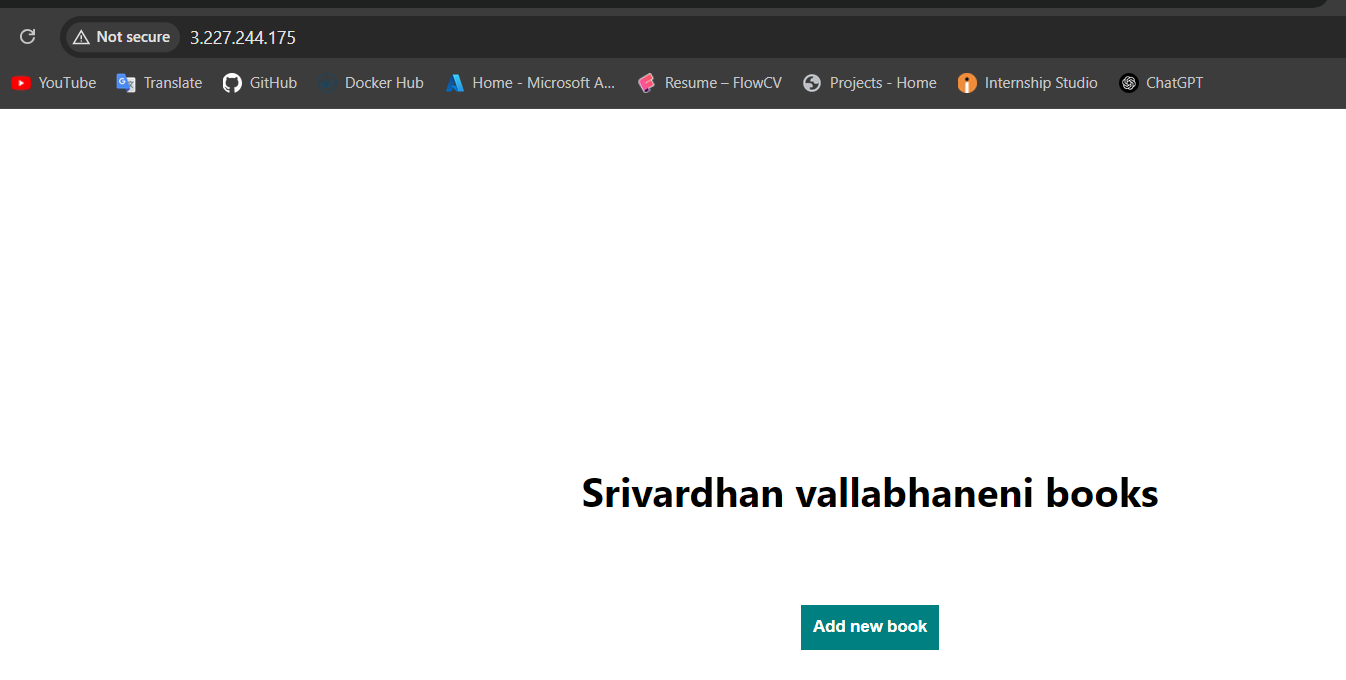 Not secure 3.227.244.175
YouTube Translate GitHub Docker Hub Home - Microsoft A... Resume – FlowCV Projects - Home Internship Studio ChatGPT
Srivardhan vallabhaneni books
Add new book